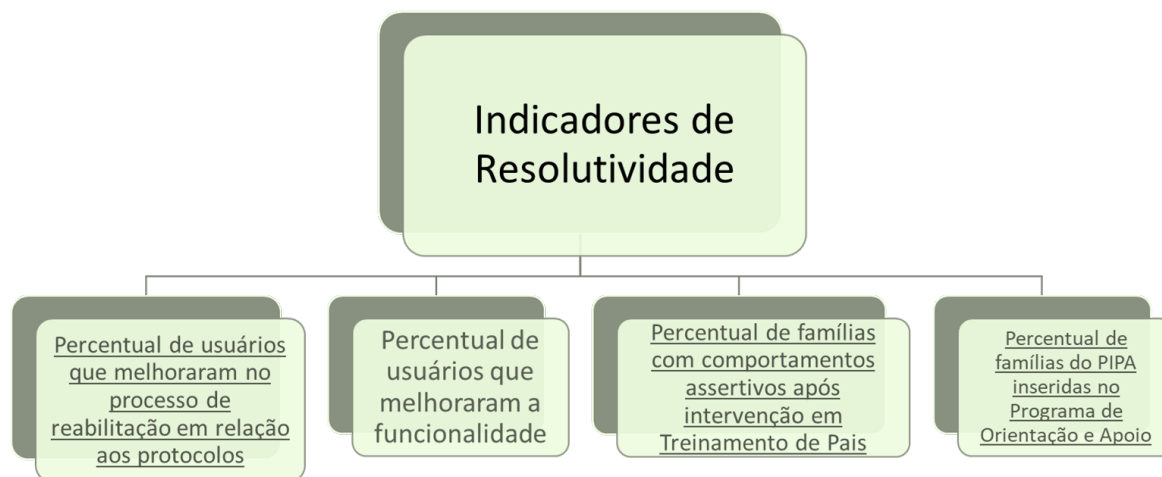 Indicadores de
Resolutividade
Percentual de usuários
que melhoraram no
processo de
reabilitação em relação
aos protocolos
Percentual de
usuários que
melhoraram a
funcionalidade
Percentual de famílias
com comportamentos
assertivos após
intervenção em
Treinamento de Pais
Percentual de
famílias do PIPA
inseridas no
Programa de
Orientação e Apoio